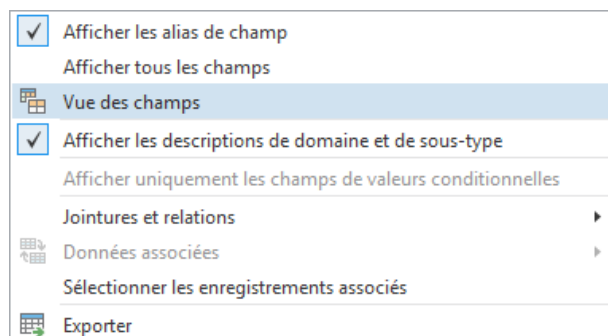 Afficher les alias de champ
Afficher tous les champs
Vue des champs
Afficher les descriptions de domaine et de sous-type
Afficher uniquement les champs de valeurs conditionnelles
Jointures et relations
Données associées
Sélectionner les enregistrements associés
Exporter